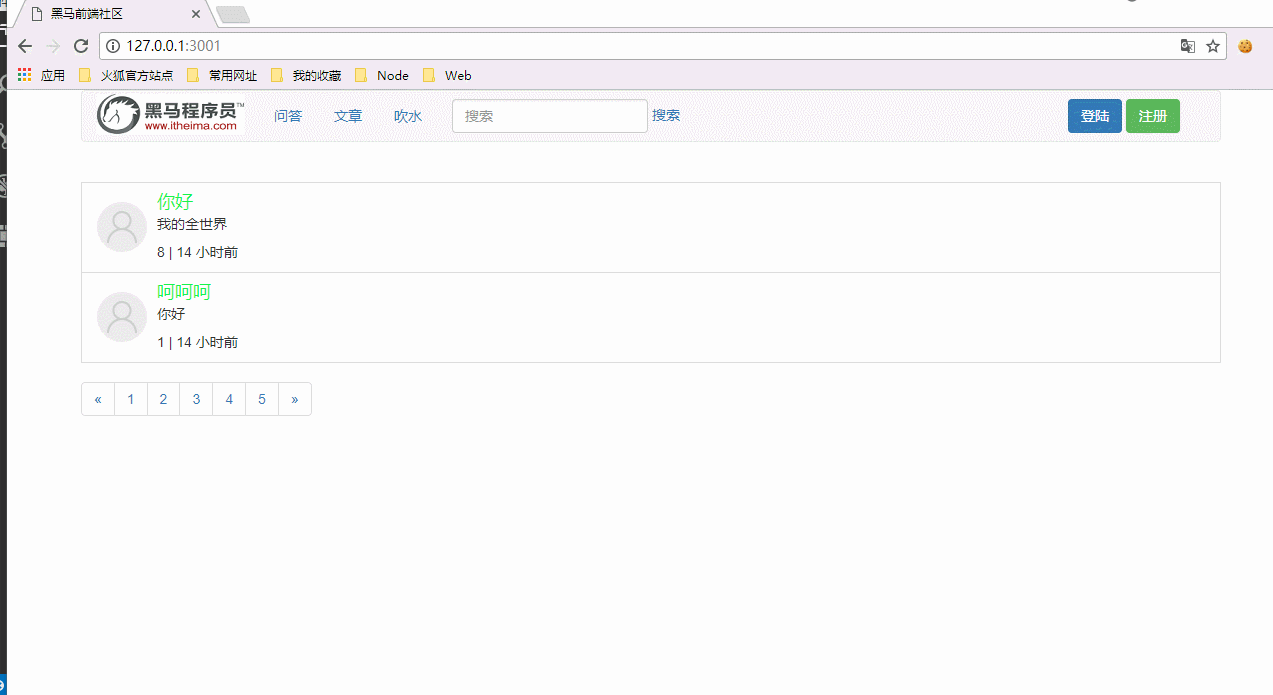 黑马前端社区
127.0.0.1:3001
应用 火狐官方站点 常用网址 我的收藏 Node Web
黑马程序员™ 问答 文章 吹水 搜索 搜索 登陆 注册
www.itheima.com
你好
我的全世界
8 | 14 小时前
呵呵呵
你好
1 | 14 小时前
« 1 2 3 4 5 »